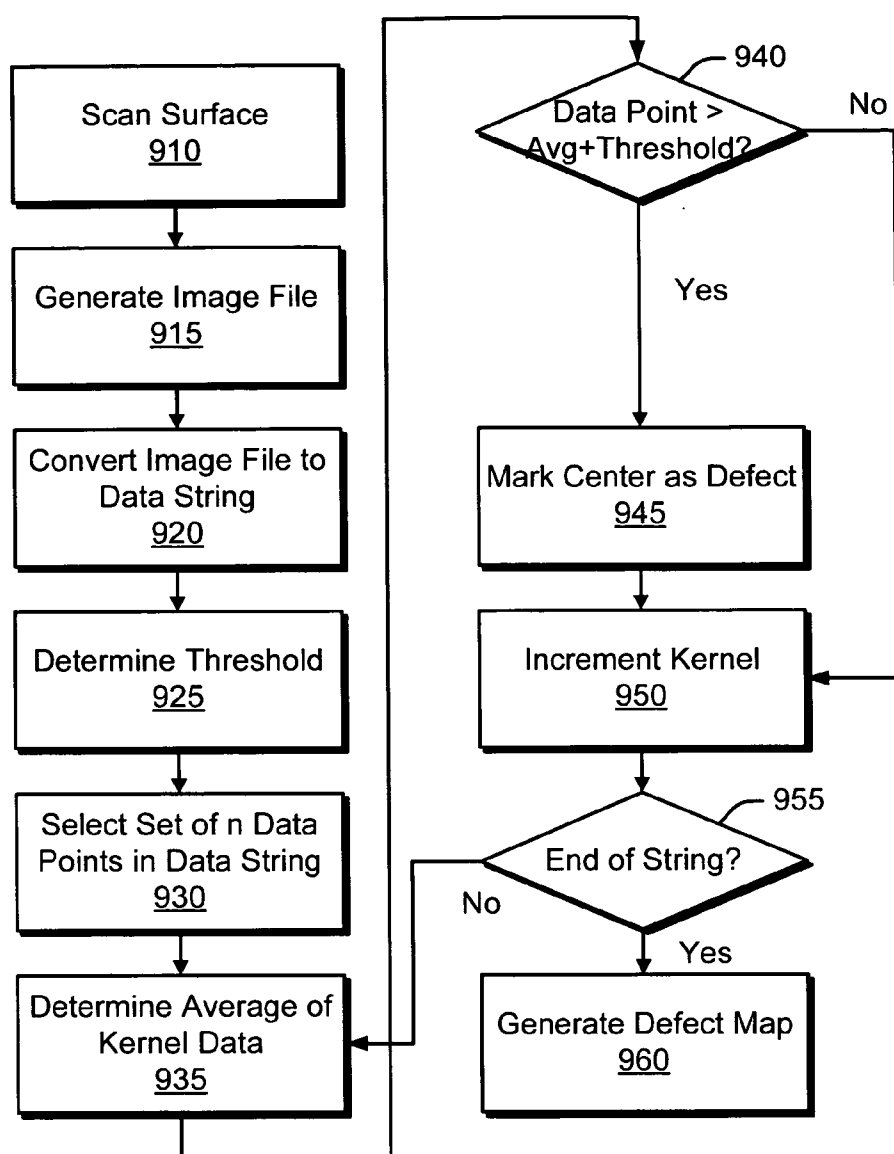 Scan Surface
910
Generate Image File
915
Convert Image File to
Data String
920
Determine Threshold
925
Select Set of n Data
Points in Data String
930
Determine Average of
Kernel Data
935
940
Data Point >
Avg+Threshold?
No
Yes
Mark Center as Defect
945
Increment Kernel
950
955
End of String?
No
Yes
Generate Defect Map
960